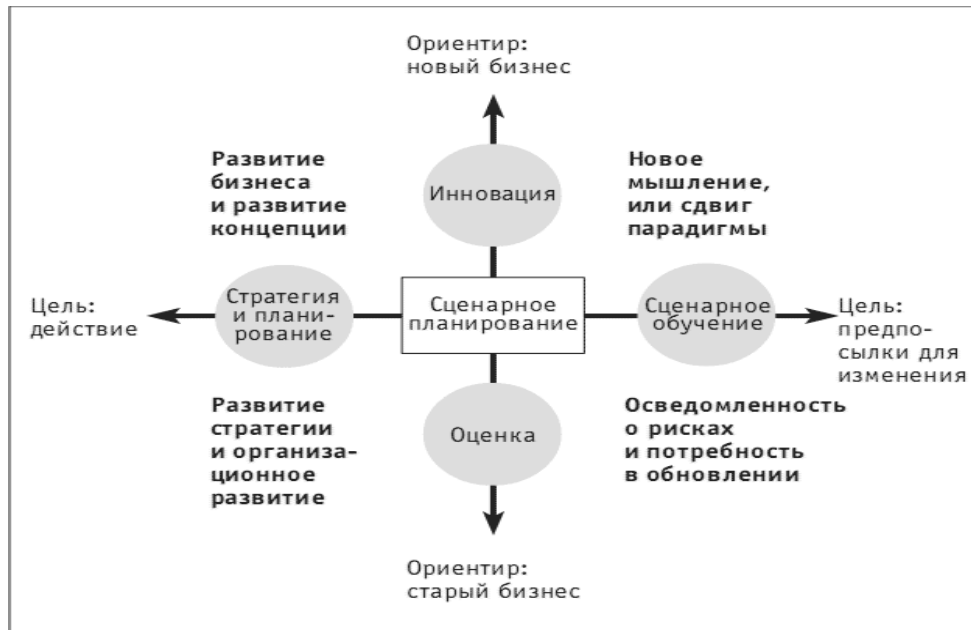 Ориентир:
новый бизнес
Развитие
бизнеса
и развитие
концепции
Инновация
Новое
мышление,
или сдвиг
парадигмы
Цель:
действие
Стратегия
и плани-
рование
Сценарное
планирование
Сценарное
обучение
Цель:
предпо-
сылки для
изменения
Развитие
стратегии
и организа-
ционное
развитие
Оценка
Осведомленность
о рисках
и потребность
в обновлении
Ориентир:
старый бизнес